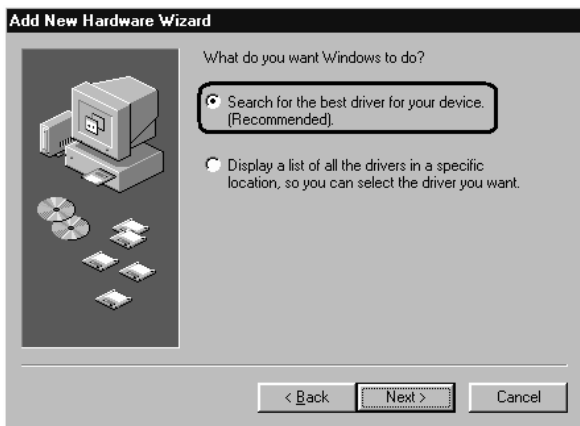 Add New Hardware Wizard
What do you want Windows to do?
Search for the best driver for your device.
(Recommended).
Display a list of all the drivers in a specific
location, so you can select the driver you want.
< Back
Next >
Cancel